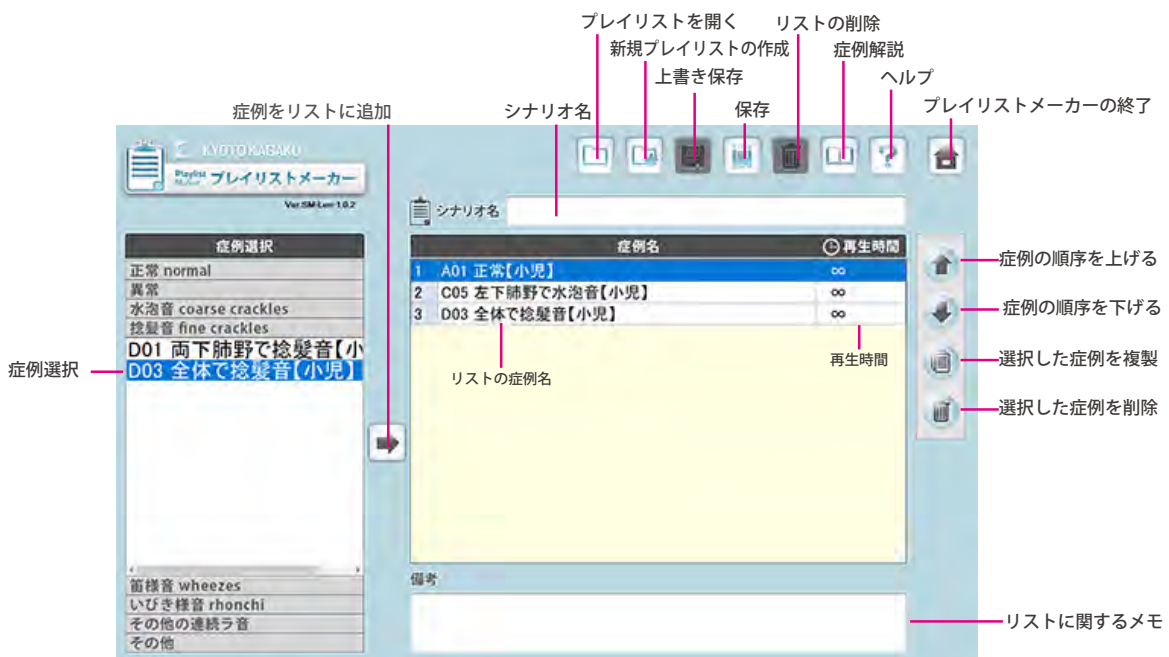 プレイリストを開く
リストの削除
新規プレイリストの作成
症例解説
上書き保存
ヘルプ
症例をリストに追加
シナリオ名
保存
プレイリストメーカーの終了
KYOTO KAGAKU
Playlist Maker プレイリストメーカー
Ver.SM-Len-1.0.2
シナリオ名
症例選択
正常 normal
異常
水泡音 coarse crackles
捻髪音 fine crackles
D01 両下肺野で捻髪音【小
D03 全体で捻髪音【小児】
笛様音 wheezes
いびき様音 rhonchi
その他の連続ラ音
その他
症例選択
症例名 再生時間
1 A01 正常【小児】 ∞
2 C05 左下肺野で水泡音【小児】 ∞
3 D03 全体で捻髪音【小児】 ∞
リストの症例名
再生時間
備考
症例の順序を上げる
症例の順序を下げる
選択した症例を複製
選択した症例を削除
リストに関するメモ